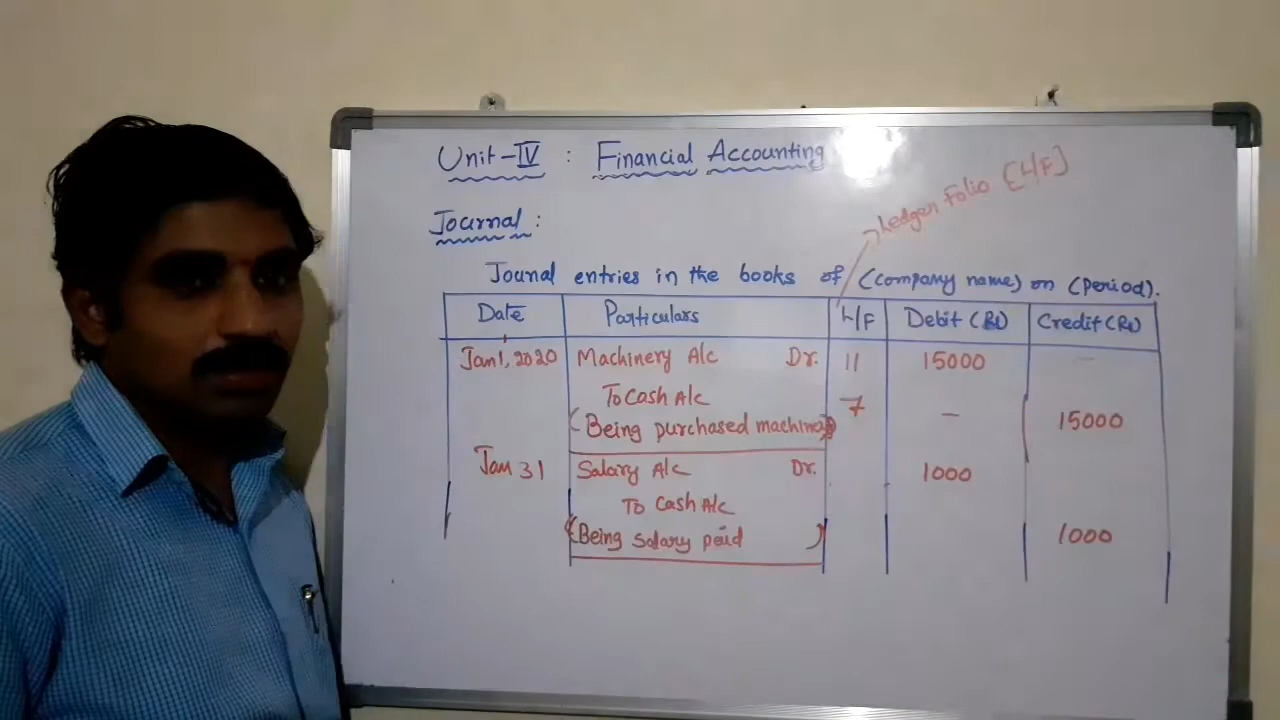 Unit-IV : Financial Accounting
Ledger Folio [L/F]
Journal :
Jounal entries in the books of (company name) on (period).
Date Particulars L/F Debit (Rs) Credit (Rs)
Jan 1, 2020 Machinery A/c Dr. 11 15000
To Cash A/c 7 — 15000
(Being purchased machinery)
Jan 31 Salary A/c Dr. 1000
To Cash A/c
(Being Salary paid) 1000